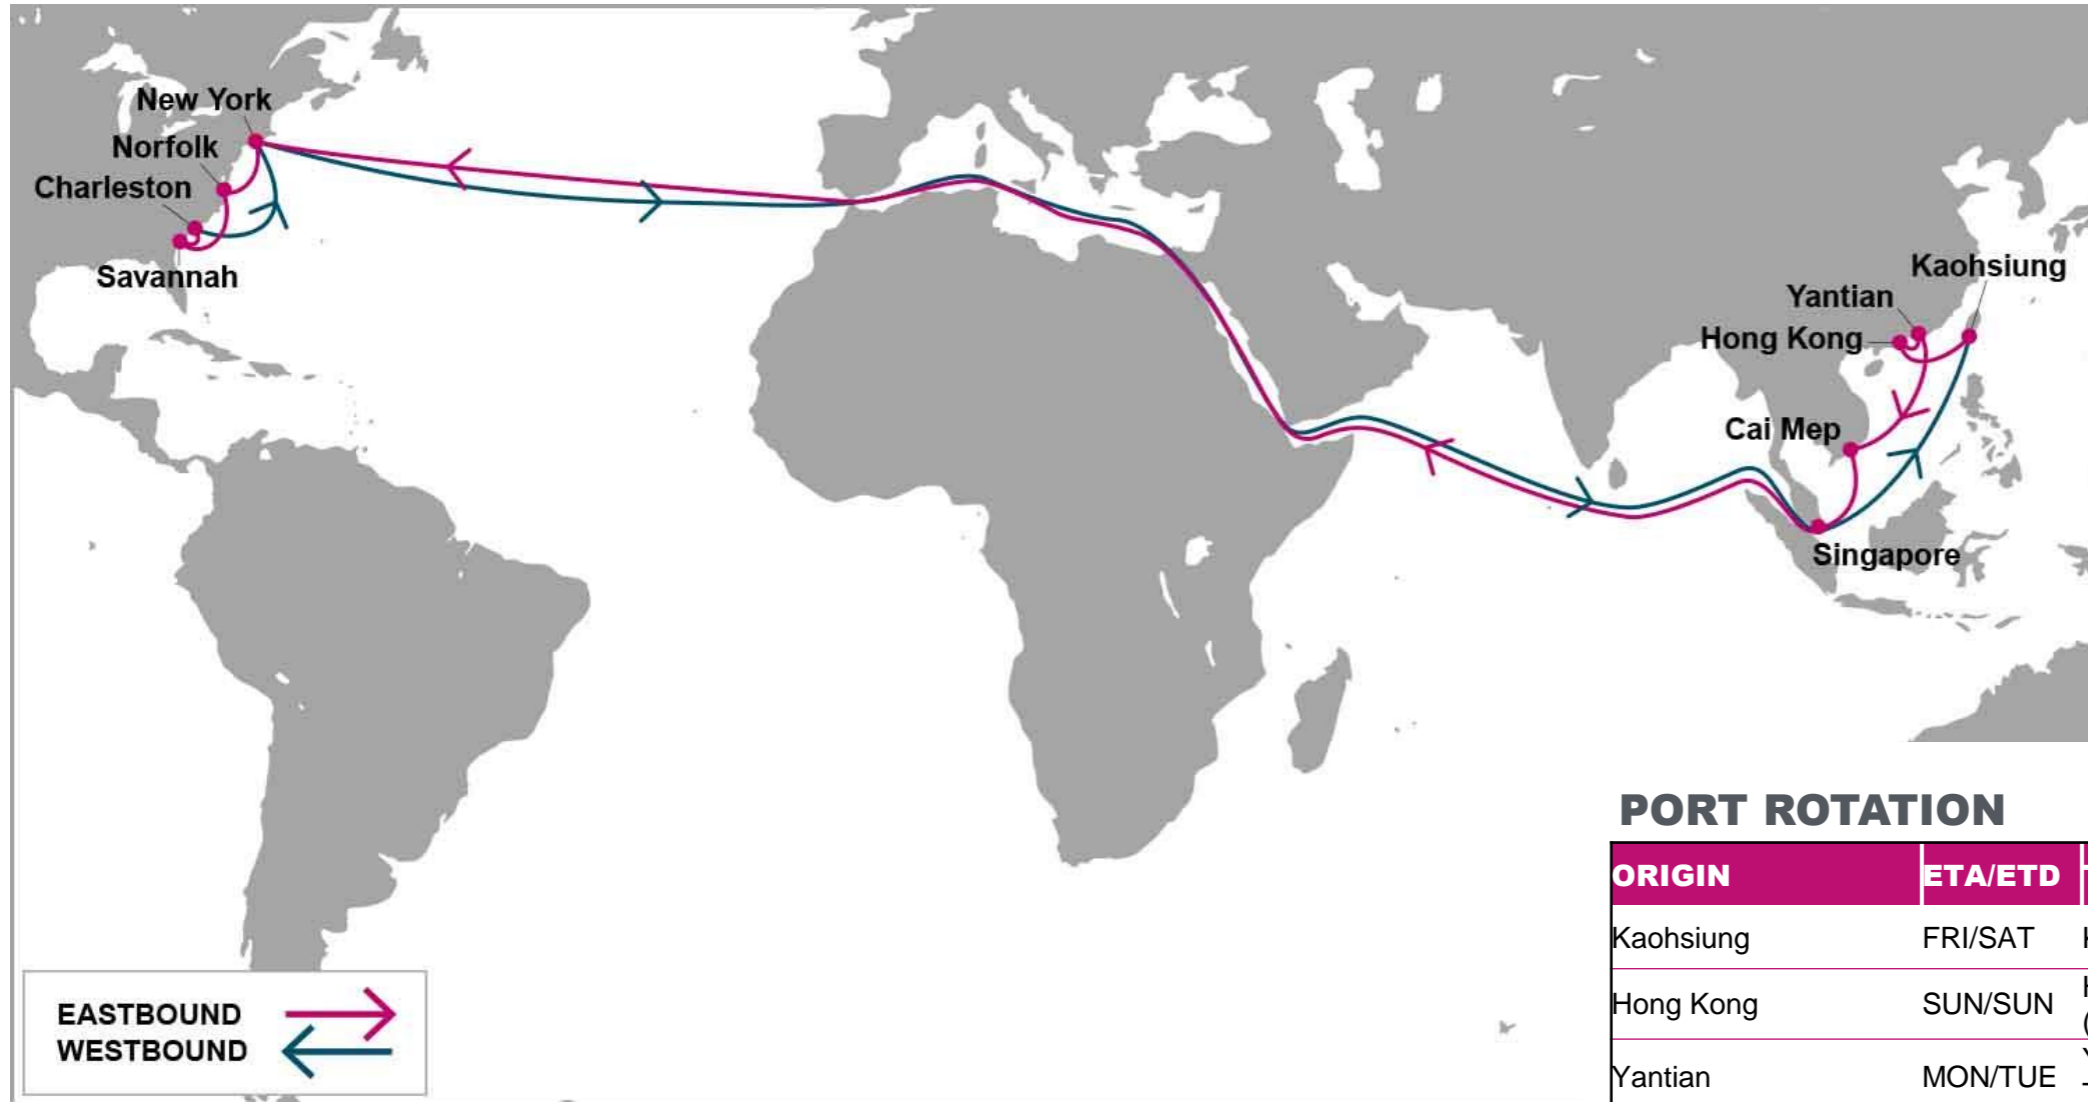 New York
Norfolk
Charleston
Savannah
Kaohsiung
Yantian
Hong Kong
Cai Mep
Singapore
EASTBOUND
WESTBOUND
PORT ROTATION
ORIGIN ETA/ETD
Kaohsiung FRI/SAT
Hong Kong SUN/SUN
Yantian MON/TUE